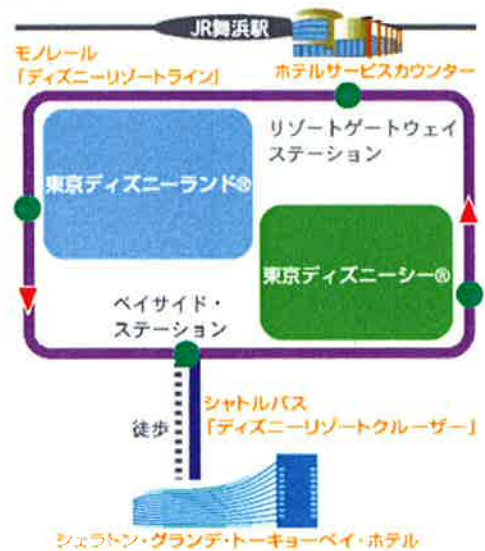 JR舞浜駅
モノレール
「ディズニーリゾートライン」
ホテルサービスカウンター
リゾートゲートウェイ
ステーション
東京ディズニーランド®
東京ディズニーシー®
ベイサイド・
ステーション
徒歩
シャトルバス
「ディズニーリゾートクルーザー」
シェラトン・グランデ・トーキョーベイ・ホテル